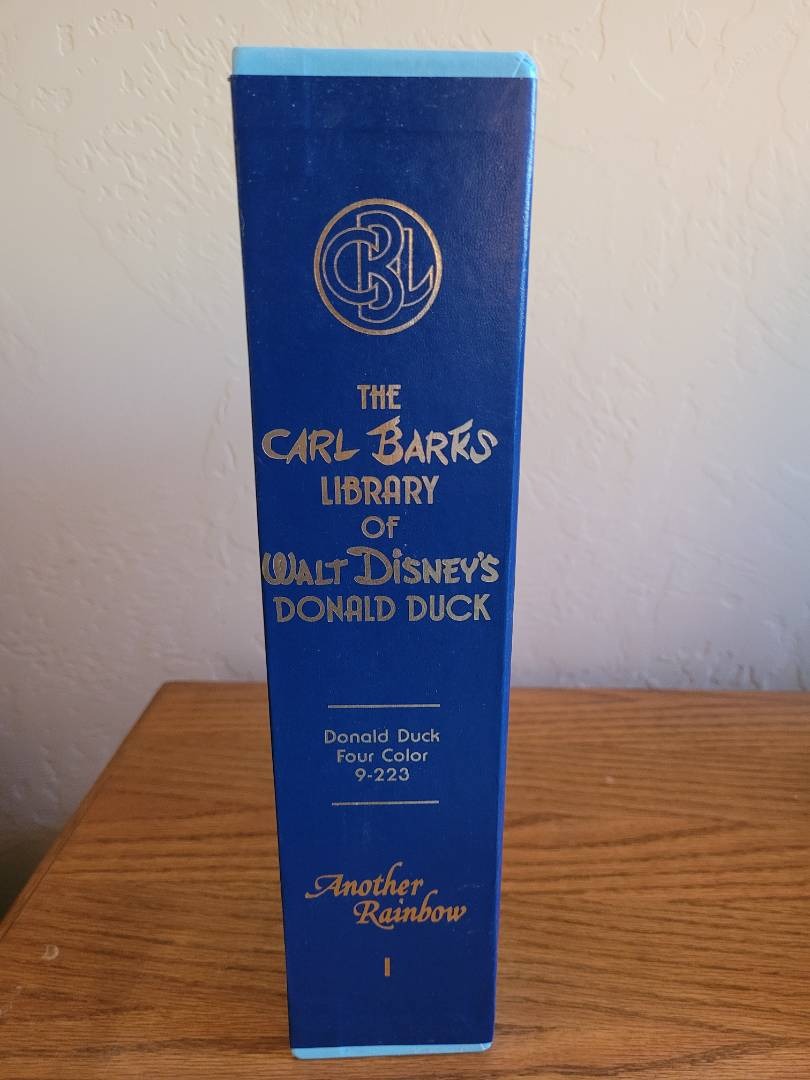 CBL
THE
CARL BARKS
LIBRARY
OF
WALT DISNEY'S
DONALD DUCK
Donald Duck
Four Color
9-223
Another
Rainbow
I